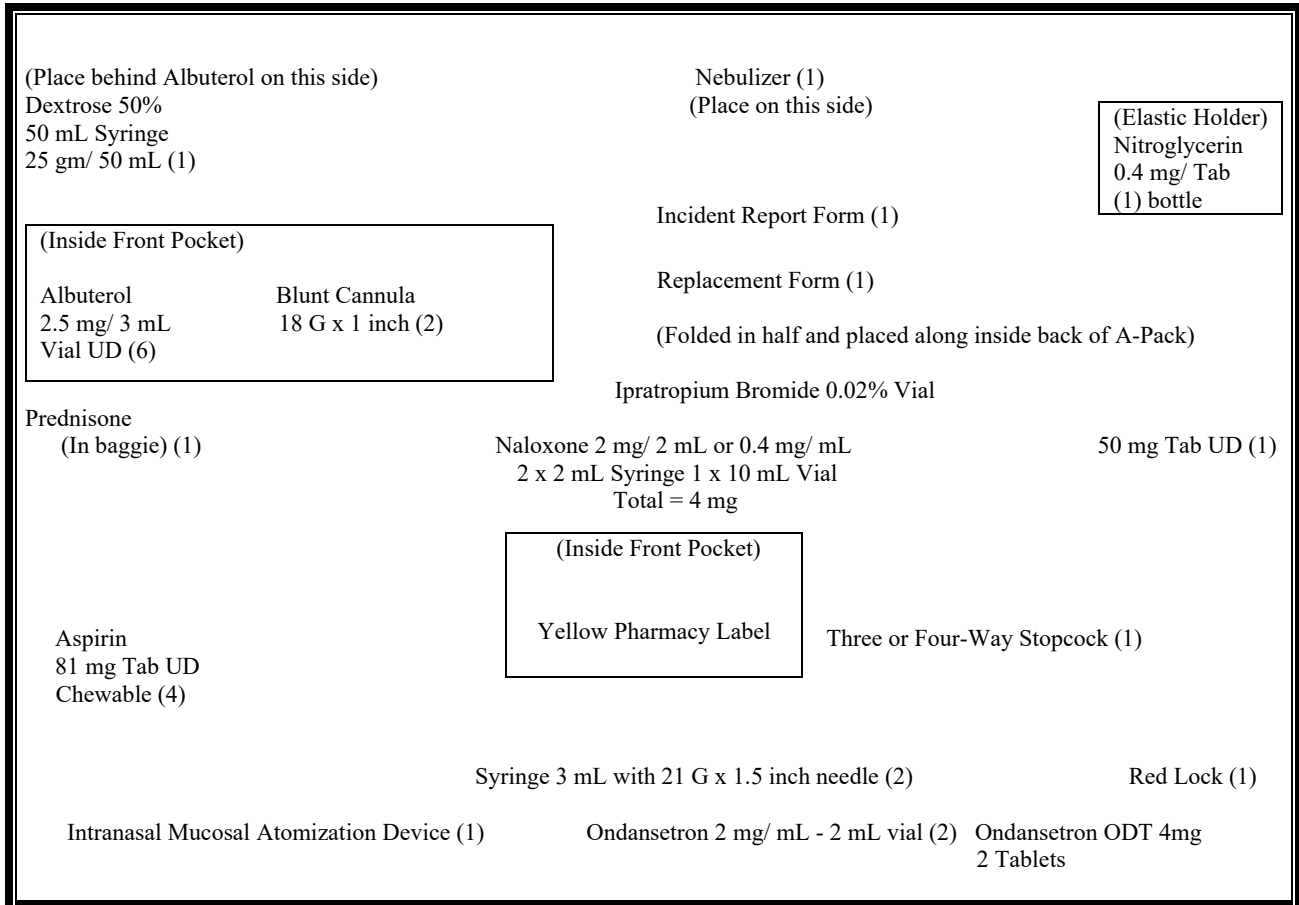 (Place behind Albuterol on this side)
Dextrose 50%
50 mL Syringe
25 gm/ 50 mL (1)
Nebulizer (1)
(Place on this side)
(Elastic Holder)
Nitroglycerin
0.4 mg/ Tab
(1) bottle
Incident Report Form (1)
Replacement Form (1)
(Folded in half and placed along inside back of A-Pack)
(Inside Front Pocket)
Albuterol
2.5 mg/ 3 mL
Vial UD (6)
Blunt Cannula
18 G x 1 inch (2)
Ipratropium Bromide 0.02% Vial
Prednisone
(In baggie) (1)
Naloxone 2 mg/ 2 mL or 0.4 mg/ mL
2 x 2 mL Syringe 1 x 10 mL Vial
Total = 4 mg
50 mg Tab UD (1)
(Inside Front Pocket)
Yellow Pharmacy Label
Aspirin
81 mg Tab UD
Chewable (4)
Three or Four-Way Stopcock (1)
Syringe 3 mL with 21 G x 1.5 inch needle (2)
Red Lock (1)
Intranasal Mucosal Atomization Device (1)
Ondansetron 2 mg/ mL - 2 mL vial (2)
Ondansetron ODT 4mg
2 Tablets